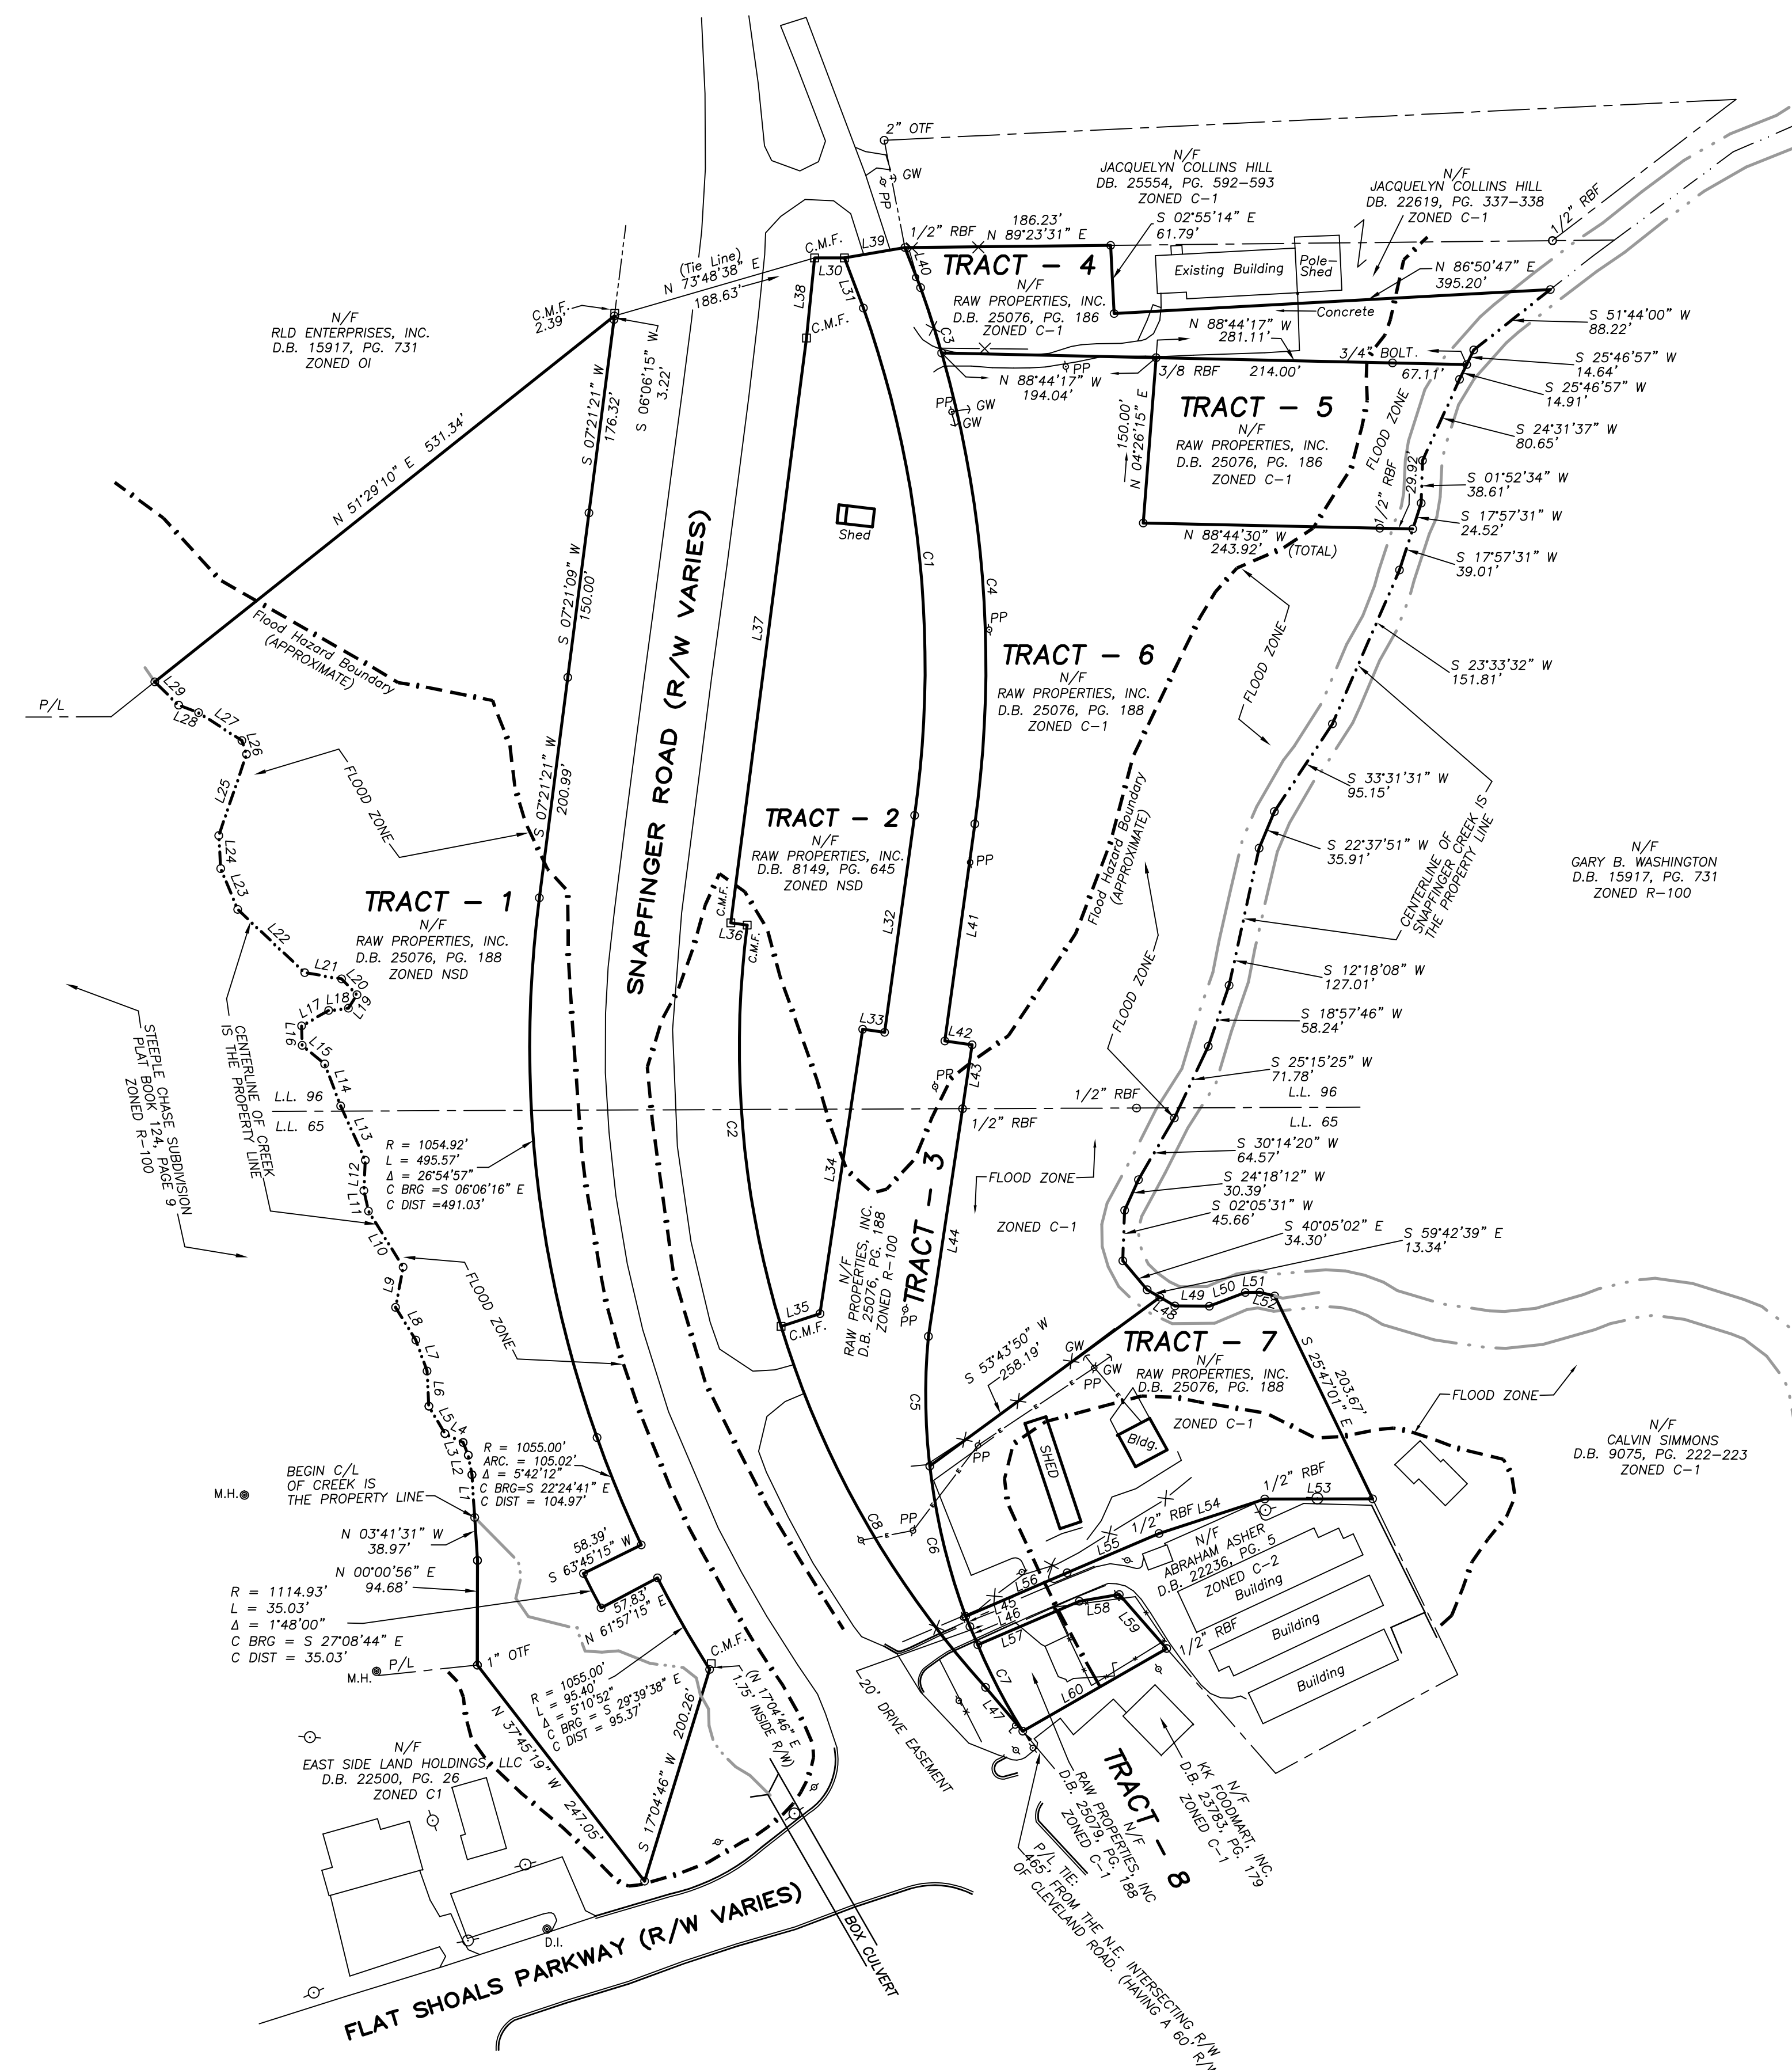 2” OTF
GW
PP
N/F
JACQUELYN COLLINS HILL
DB. 25554, PG. 592–593
ZONED C–1
N/F
JACQUELYN COLLINS HILL
DB. 22619, PG. 337–338
ZONED C–1
1/2” RBF
S 02°55'14” E
61.79'
186.23'
N 89°23'31” E
1/2” RBF
L39
C.M.F.
L30
L31
L38
C.M.F.
L40
C3
(Tie Line)
N 73°48'38” E
188.63'
C.M.F.
2.39'
S 06°06'15” W
3.22'
TRACT – 4
N/F
RAW PROPERTIES, INC.
D.B. 25076, PG. 186
ZONED C–1
Existing Building
Pole–
Shed
N 86°50'47” E
395.20'
Concrete
N 88°44'17” W
281.11'
3/4” BOLT.
3/8 RBF
214.00'
67.11'
N 88°44'17” W
194.04'
PP
PP
GW
GW
S 51°44'00” W
88.22'
S 25°46'57” W
14.64'
S 25°46'57” W
14.91'
S 24°31'37” W
80.65'
S 01°52'34” W
38.61'
S 17°57'31” W
24.52'
S 17°57'31” W
39.01'
S 23°33'32” W
151.81'
S 33°31'31” W
95.15'
S 22°37'51” W
35.91'
S 12°18'08” W
127.01'
S 18°57'46” W
58.24'
S 25°15'25” W
71.78'
S 30°14'20” W
64.57'
S 24°18'12” W
30.39'
S 02°05'31” W
45.66'
S 40°05'02” E
34.30'
S 59°42'39” E
13.34'
N/F
RLD ENTERPRISES, INC.
D.B. 15917, PG. 731
ZONED OI
N 51°29'10” E 531.34'
S 07°21'21” W
176.32'
S 07°21'09” W
150.00'
S 07°21'21” W
200.99'
Flood Hazard Boundary
(APPROXIMATE)
P/L
SNAPFINGER ROAD (R/W VARIES)
Shed
L37
C1
C4
PP
TRACT – 5
N/F
RAW PROPERTIES, INC.
D.B. 25076, PG. 186
ZONED C–1
N 04°26'15” E
150.00'
FLOOD ZONE
1/2” RBF
29.92'
N 88°44'30” W
243.92' (TOTAL)
FLOOD ZONE
TRACT – 6
N/F
RAW PROPERTIES, INC.
D.B. 25076, PG. 188
ZONED C–1
Flood Hazard Boundary
(APPROXIMATE)
CENTERLINE OF
SNAPFINGER CREEK IS
THE PROPERTY LINE
N/F
GARY B. WASHINGTON
D.B. 15917, PG. 731
ZONED R–100
TRACT – 2
N/F
RAW PROPERTIES, INC.
D.B. 8149, PG. 645
ZONED NSD
C.M.F.
L36
C.M.F.
L32
L33
PP
L41
L42
L43
PP
FLOOD ZONE
L29
L28
L27
L26
L25
L24
L23
L22
L21
L20
L19
L18
L17
L16
L15
L14
L13
L12
L11
L10
L9
L8
L7
L6
L5
L4
L3
L2
L1
FLOOD ZONE
TRACT – 1
N/F
RAW PROPERTIES, INC.
D.B. 25076, PG. 188
ZONED NSD
STEEPLE CHASE SUBDIVISION
PLAT BOOK 124, PAGE 9
ZONED R–100
CENTERLINE OF CREEK
IS THE PROPERTY LINE
L.L. 96
L.L. 65
1/2” RBF
1/2” RBF
L.L. 96
L.L. 65
R = 1054.92'
L = 495.57'
Δ = 26°54'57”
C BRG =S 06°06'16” E
C DIST =491.03'
FLOOD ZONE
C2
L34
L35
C.M.F.
TRACT – 3
N/F
RAW PROPERTIES, INC.
D.B. 25076, PG. 188
ZONED R–100
PP
L44
C5
FLOOD ZONE
ZONED C–1
L48
L49
L50
L51
L52
S 53°43'50” W
258.19'
GW
GW
PP
PP
PP
TRACT – 7
N/F
RAW PROPERTIES, INC.
D.B. 25076, PG. 188
ZONED C–1
S 25°47'01” E
203.67'
SHED
Bldg.
FLOOD ZONE
N/F
CALVIN SIMMONS
D.B. 9075, PG. 222–223
ZONED C–1
C8
C6
1/2” RBF
L53
1/2” RBF L54
L55
L56
L45
L46
L57
L58
L59
L60
1/2” RBF
C7
L47
N/F
ABRAHAM ASHER
D.B. 22236, PG. 5
ZONED C–2
Building
Building
Building
BEGIN C/L
OF CREEK IS
THE PROPERTY LINE
M.H.
N 03°41'31” W
38.97'
N 00°00'56” E
94.68'
R = 1055.00'
ARC. = 105.02'
Δ = 5°42'12”
C BRG=S 22°24'41” E
C DIST = 104.97'
58.39'
S 63°45'15” W
57.83'
N 61°57'15” E
R = 1114.93'
L = 35.03'
Δ = 1°48'00”
C BRG = S 27°08'44” E
C DIST = 35.03'
M.H.
P/L
1” OTF
R = 1055.00'
L = 95.40'
Δ = 5°10'52”
C BRG = S 29°39'38” E
C DIST = 95.37'
C.M.F.
(N 17°04'46” E
1.75' INSIDE R/W)
N 37°45'19” W 247.05'
S 17°04'46” W 200.26'
N/F
EAST SIDE LAND HOLDINGS, LLC
D.B. 22500, PG. 26
ZONED C1
20' DRIVE EASEMENT
TRACT – 8
N/F
RAW PROPERTIES, INC
D.B. 25079, PG. 188
ZONED C–1
N/F
KK FOODMART, INC.
D.B. 23783, PG. 179
ZONED C–1
P/L TIE:
465' FROM THE N.E. INTERSECTING R/W
OF CLEVELAND ROAD. (HAVING A 60' R/W
BOX CULVERT
D.I.
FLAT SHOALS PARKWAY (R/W VARIES)